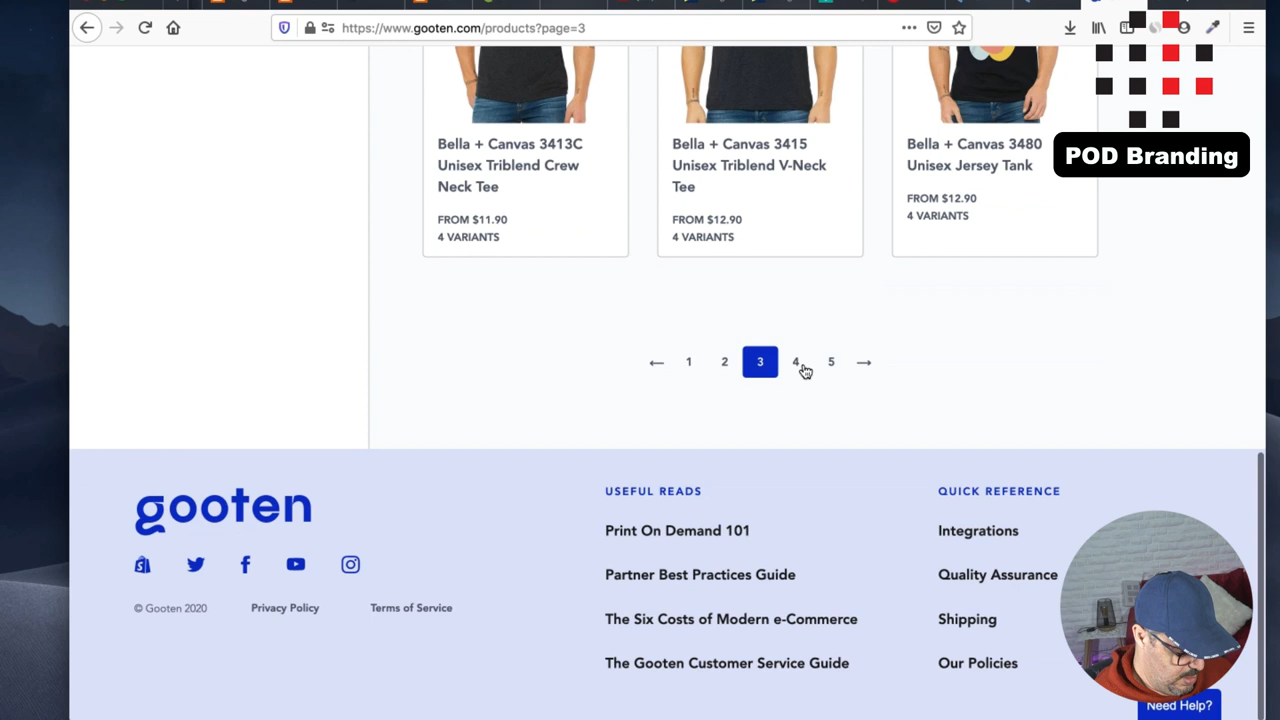 https://www.gooten.com/products?page=3
POD Branding
Bella + Canvas 3413C
Unisex Triblend Crew
Neck Tee
FROM $11.90
4 VARIANTS
Bella + Canvas 3415
Unisex Triblend V-Neck
Tee
FROM $12.90
4 VARIANTS
Bella + Canvas 3480
Unisex Jersey Tank
FROM $12.90
4 VARIANTS
← 1 2 3 4 5 →
gooten
© Gooten 2020 Privacy Policy Terms of Service
USEFUL READS
Print On Demand 101
Partner Best Practices Guide
The Six Costs of Modern e-Commerce
The Gooten Customer Service Guide
QUICK REFERENCE
Integrations
Quality Assurance
Shipping
Our Policies
Need Help?